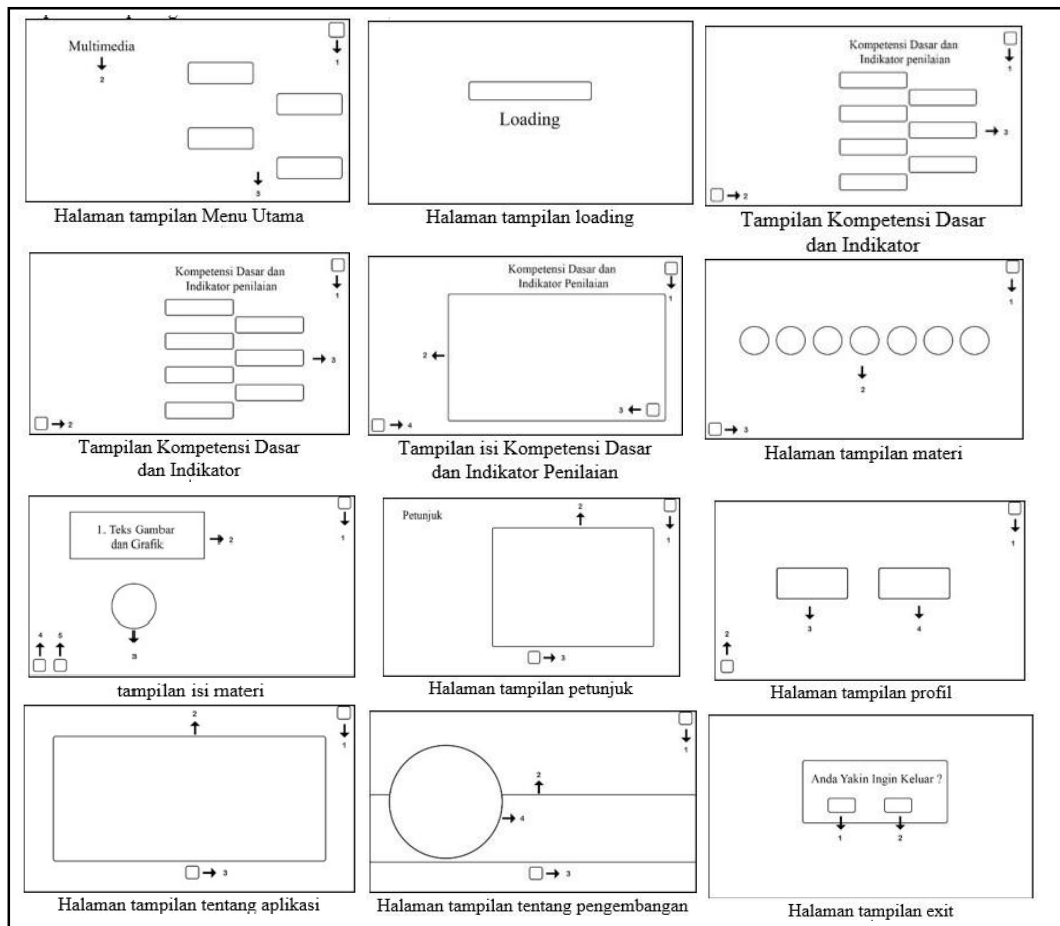 Multimedia
1
2
3
Halaman tampilan Menu Utama
Loading
Halaman tampilan loading
Kompetensi Dasar dan
Indikator penilaian
1
3
2
Tampilan Kompetensi Dasar
dan Indikator
Kompetensi Dasar dan
Indikator penilaian
1
3
2
Tampilan Kompetensi Dasar
dan Indikator
Kompetensi Dasar dan
Indikator Penilaian
1
2
3
4
Tampilan isi Kompetensi Dasar
dan Indikator Penilaian
1
2
3
Halaman tampilan materi
1. Teks Gambar
dan Grafik
2
1
3
4 5
tampilan isi materi
Petunjuk
2
1
3
Halaman tampilan petunjuk
1
3
4
2
Halaman tampilan profil
2
1
3
Halaman tampilan tentang aplikasi
1
2
4
3
Halaman tampilan tentang pengembangan
Anda Yakin Ingin Keluar ?
1 2
Halaman tampilan exit